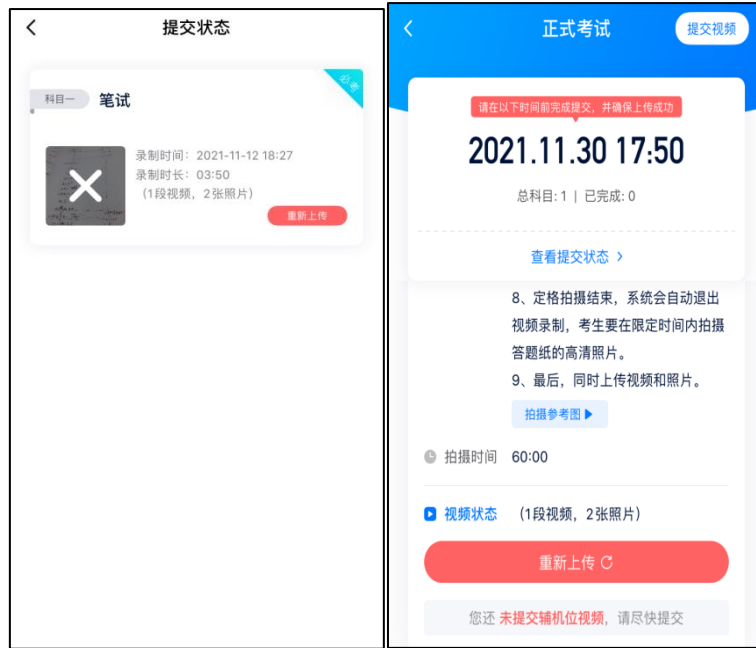 提交状态
必考
科目一 笔试
录制时间：2021-11-12 18:27
录制时长：03:50
（1段视频，2张照片）
重新上传
正式考试
提交视频
请在以下时间前完成提交，并确保上传成功
2021.11.30 17:50
总科目: 1 | 已完成: 0
查看提交状态
8、定格拍摄结束，系统会自动退出
视频录制，考生要在限定时间内拍摄
答题纸的高清照片。
9、最后，同时上传视频和照片。
拍摄参考图
拍摄时间 60:00
视频状态 （1段视频，2张照片）
重新上传
您还 未提交辅机位视频，请尽快提交